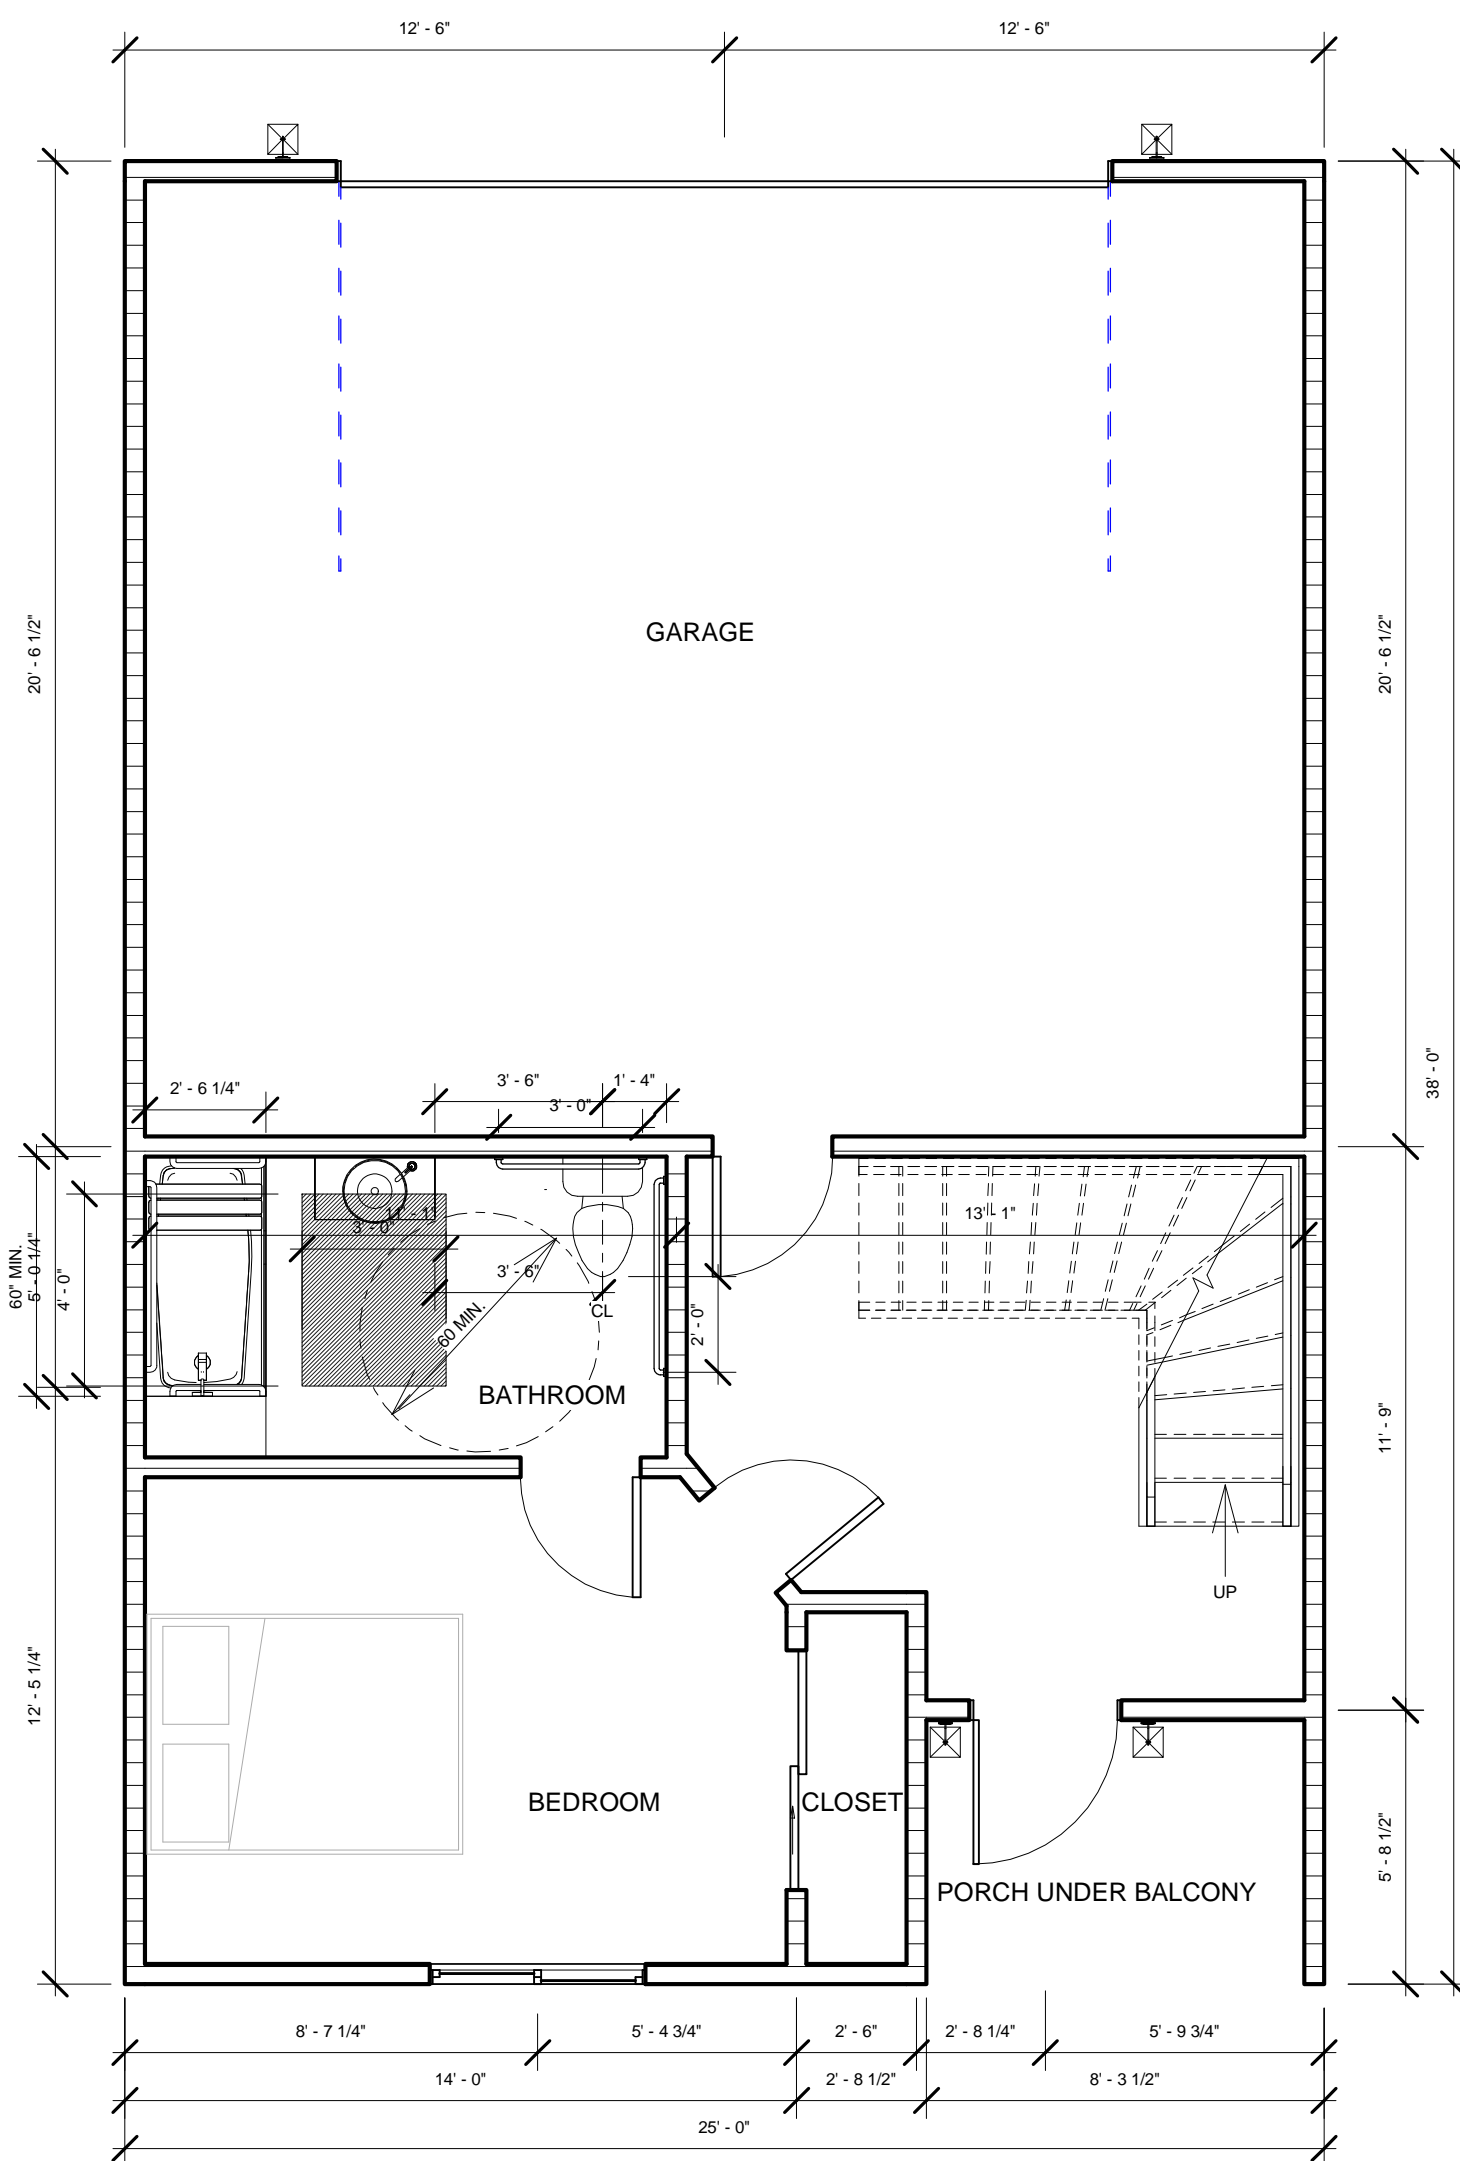 12' - 6"
12' - 6"
20' - 6 1/2"
20' - 6 1/2"
GARAGE
38' - 0"
2' - 6 1/4"
3' - 6"
1' - 4"
3' - 0"
11' - 1"
3' - 0"
13' - 1"
60" MIN.
5' - 0 1/4"
4' - 0"
3' - 6"
CL
60 MIN.
2' - 0"
BATHROOM
11' - 9"
UP
12' - 5 1/4"
BEDROOM
CLOSET
5' - 8 1/2"
PORCH UNDER BALCONY
8' - 7 1/4"
5' - 4 3/4"
2' - 6"
2' - 8 1/4"
5' - 9 3/4"
14' - 0"
2' - 8 1/2"
8' - 3 1/2"
25' - 0"